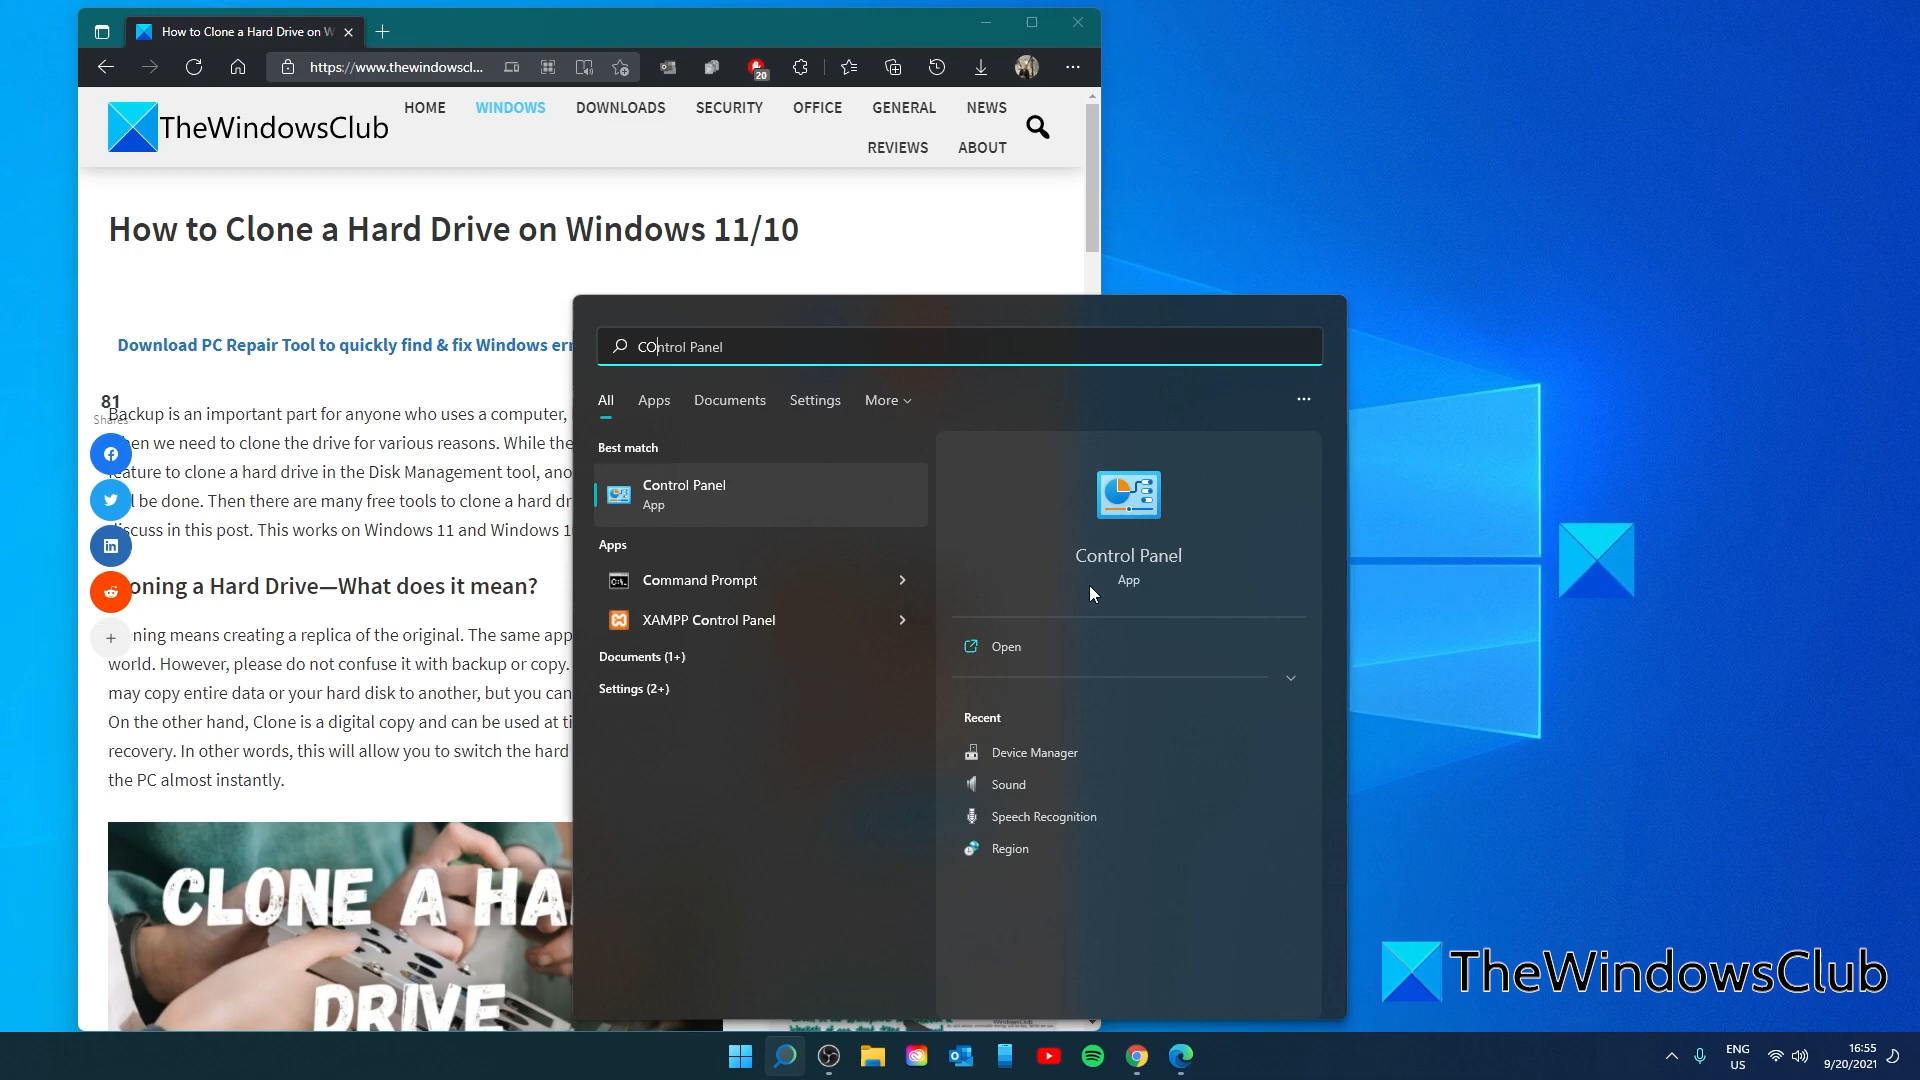 How to Clone a Hard Drive on W
https://www.thewindowscl...
20
TheWindowsClub
HOME WINDOWS DOWNLOADS SECURITY OFFICE GENERAL NEWS
REVIEWS ABOUT
How to Clone a Hard Drive on Windows 11/10
Download PC Repair Tool to quickly find & fix Windows err
81
Shares
Backup is an important part for anyone who uses a computer,
en we need to clone the drive for various reasons. While the
eature to clone a hard drive in the Disk Management tool, ano
l be done. Then there are many free tools to clone a hard dr
iscuss in this post. This works on Windows 11 and Windows 1
oning a Hard Drive—What does it mean?
ning means creating a replica of the original. The same app
world. However, please do not confuse it with backup or copy.
may copy entire data or your hard disk to another, but you can
On the other hand, Clone is a digital copy and can be used at ti
recovery. In other words, this will allow you to switch the hard
the PC almost instantly.
CLONE A HA
DRIVE
COntrol Panel
All Apps Documents Settings More
Best match
Control Panel
App
Apps
Command Prompt
XAMPP Control Panel
Documents (1+)
Settings (2+)
Control Panel
App
Open
Recent
Device Manager
Sound
Speech Recognition
Region
TheWindowsClub
ENG
US
16:55
9/20/2021